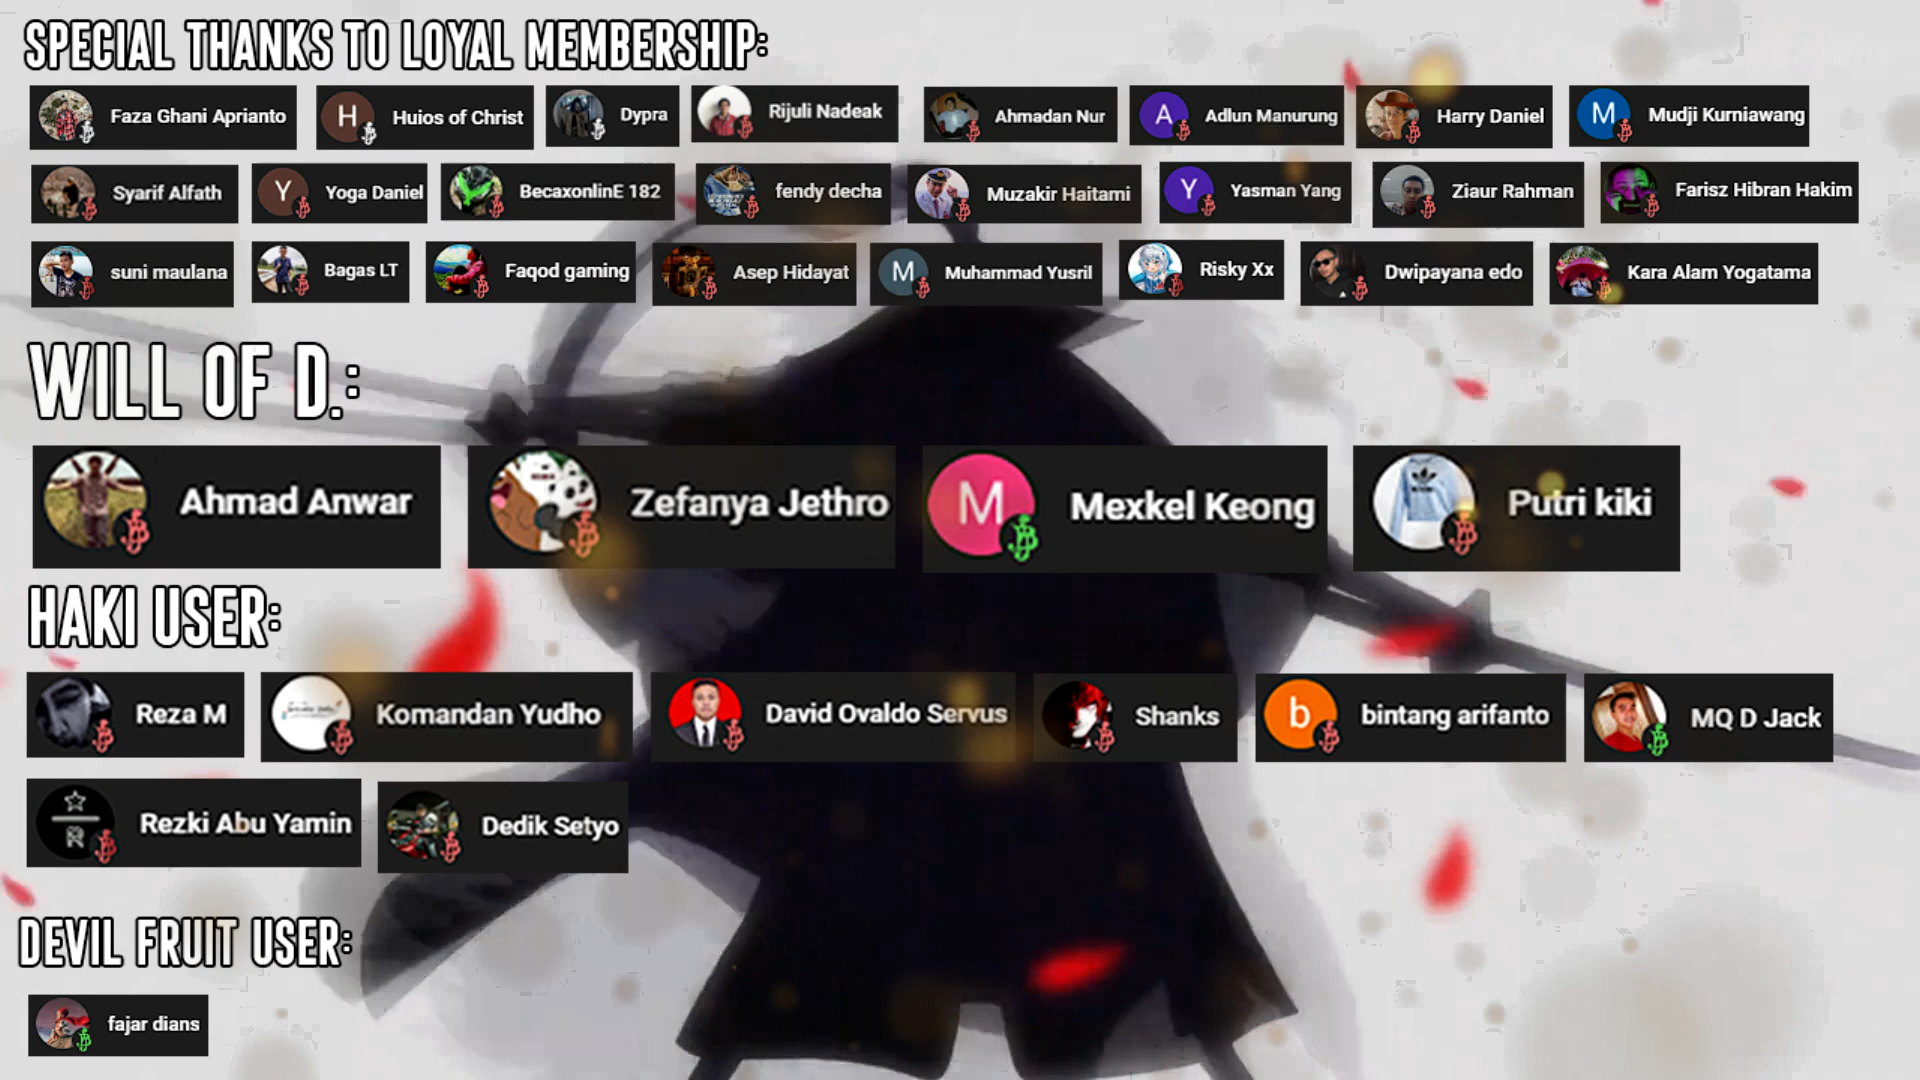 SPECIAL THANKS TO LOYAL MEMBERSHIP:
Faza Ghani Aprianto H Huios of Christ Dypra Rijuli Nadeak Ahmadan Nur A Adlun Manurung Harry Daniel M Mudji Kurniawang
Syarif Alfath Y Yoga Daniel BecaxonlinE 182 fendy decha Muzakir Haitami Y Yasman Yang Ziaur Rahman Farisz Hibran Hakim
suni maulana Bagas LT Faqod gaming Asep Hidayat M Muhammad Yusril Risky Xx Dwipayana edo Kara Alam Yogatama
WILL OF D.:
Ahmad Anwar Zefanya Jethro M Mexkel Keong Putri kiki
HAKI USER:
Reza M Komandan Yudho David Ovaldo Servus Shanks b bintang arifanto MQ D Jack
R Rezki Abu Yamin Dedik Setyo
DEVIL FRUIT USER:
fajar dians